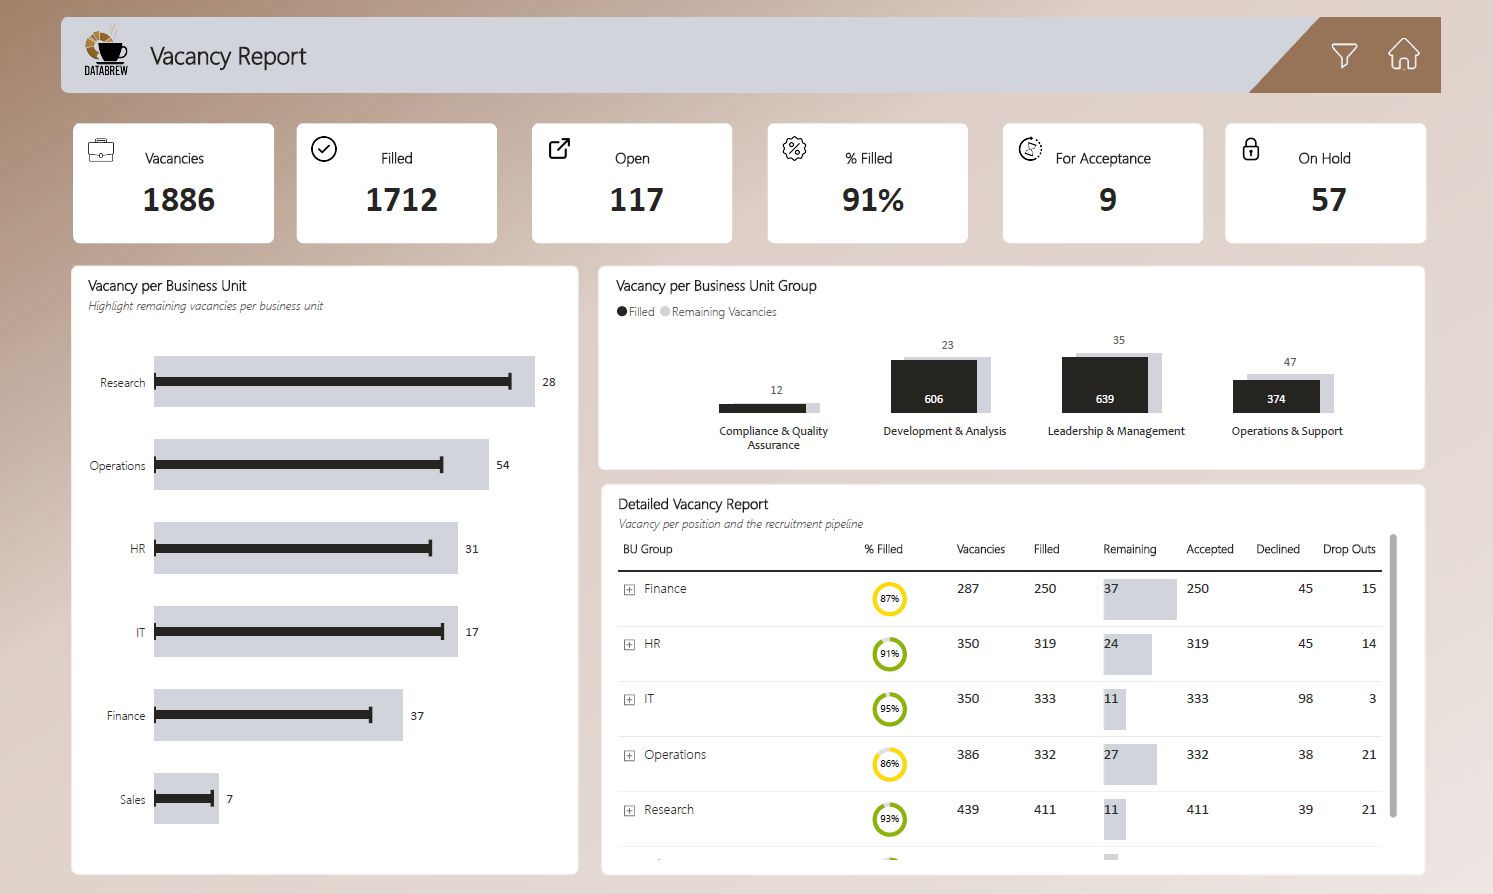 DATABREW
Vacancy Report
Vacancies
1886
Filled
1712
Open
117
% Filled
91%
For Acceptance
9
On Hold
57
Vacancy per Business Unit
Highlight remaining vacancies per business unit
Research 28
Operations 54
HR 31
IT 17
Finance 37
Sales 7
Vacancy per Business Unit Group
Filled Remaining Vacancies
12
23
35
47
606
639
374
Compliance & Quality
Assurance
Development & Analysis
Leadership & Management
Operations & Support
Detailed Vacancy Report
Vacancy per position and the recruitment pipeline
BU Group % Filled Vacancies Filled Remaining Accepted Declined Drop Outs
Finance 87% 287 250 37 250 45 15
HR 91% 350 319 24 319 45 14
IT 95% 350 333 11 333 98 3
Operations 86% 386 332 27 332 38 21
Research 93% 439 411 11 411 39 21